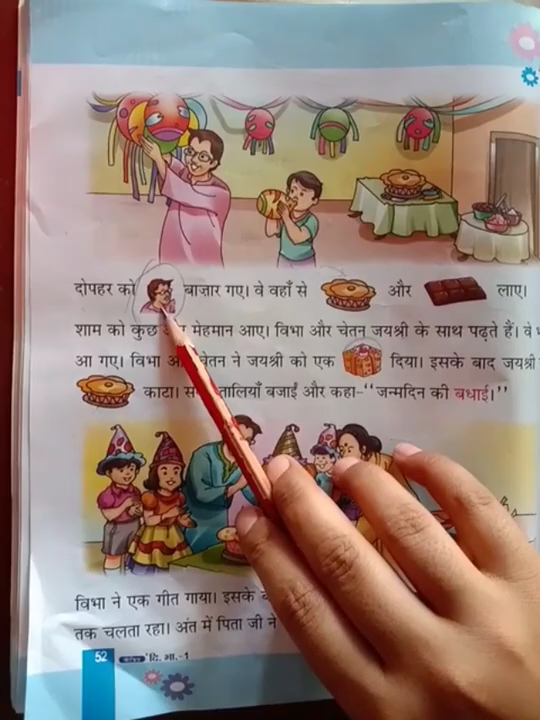 दोपहर को बाज़ार गए। वे वहाँ से और लाए।
शाम को कुछ मेहमान आए। विभा और चेतन जयश्री के साथ पढ़ते हैं। वे
आ गए। विभा चेतन ने जयश्री को एक दिया। इसके बाद जयश्री
काटा। तालियाँ बजाईं और कहा-“जन्मदिन की बधाई।”
विभा ने एक गीत गाया। इसके
तक चलता रहा। अंत में पिता जी ने
52 हि. भा.-1